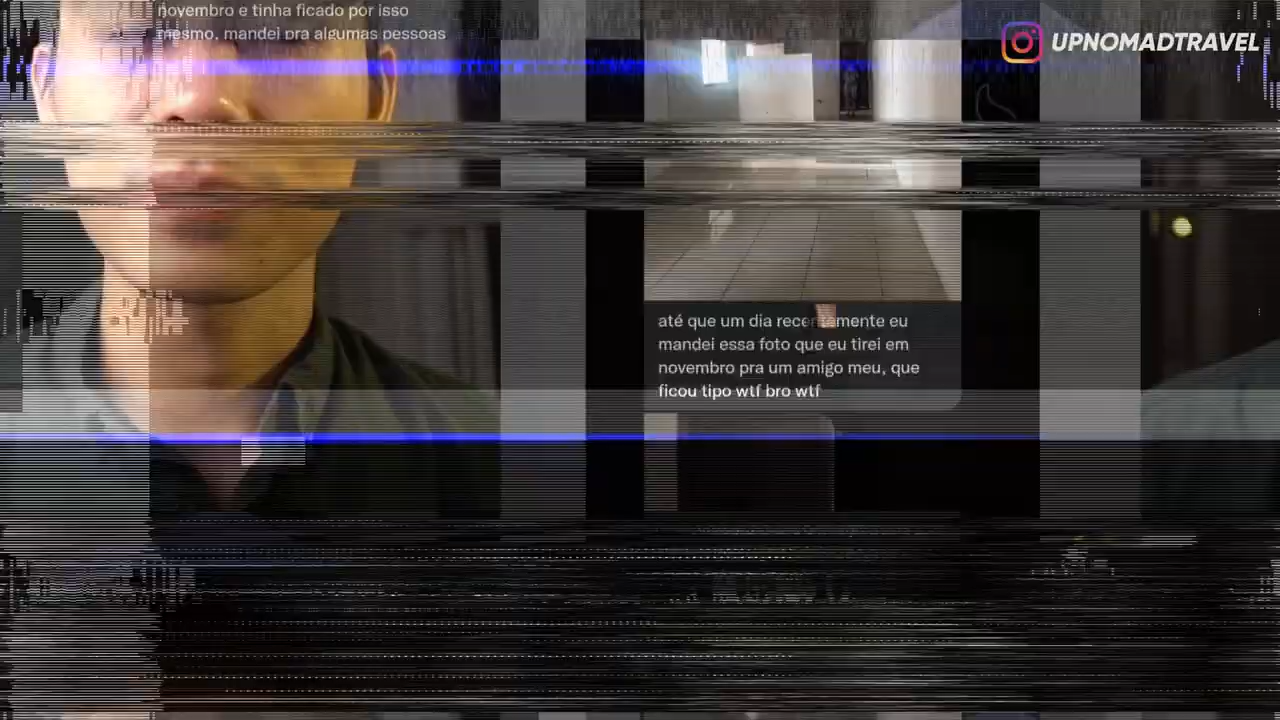 novembro e tinha ficado por isso
mesmo, mandei pra algumas pessoas
UPNOMADTRAVEL
até que um dia recentemente eu
mandei essa foto que eu tirei em
novembro pra um amigo meu, que
ficou tipo wtf bro wtf